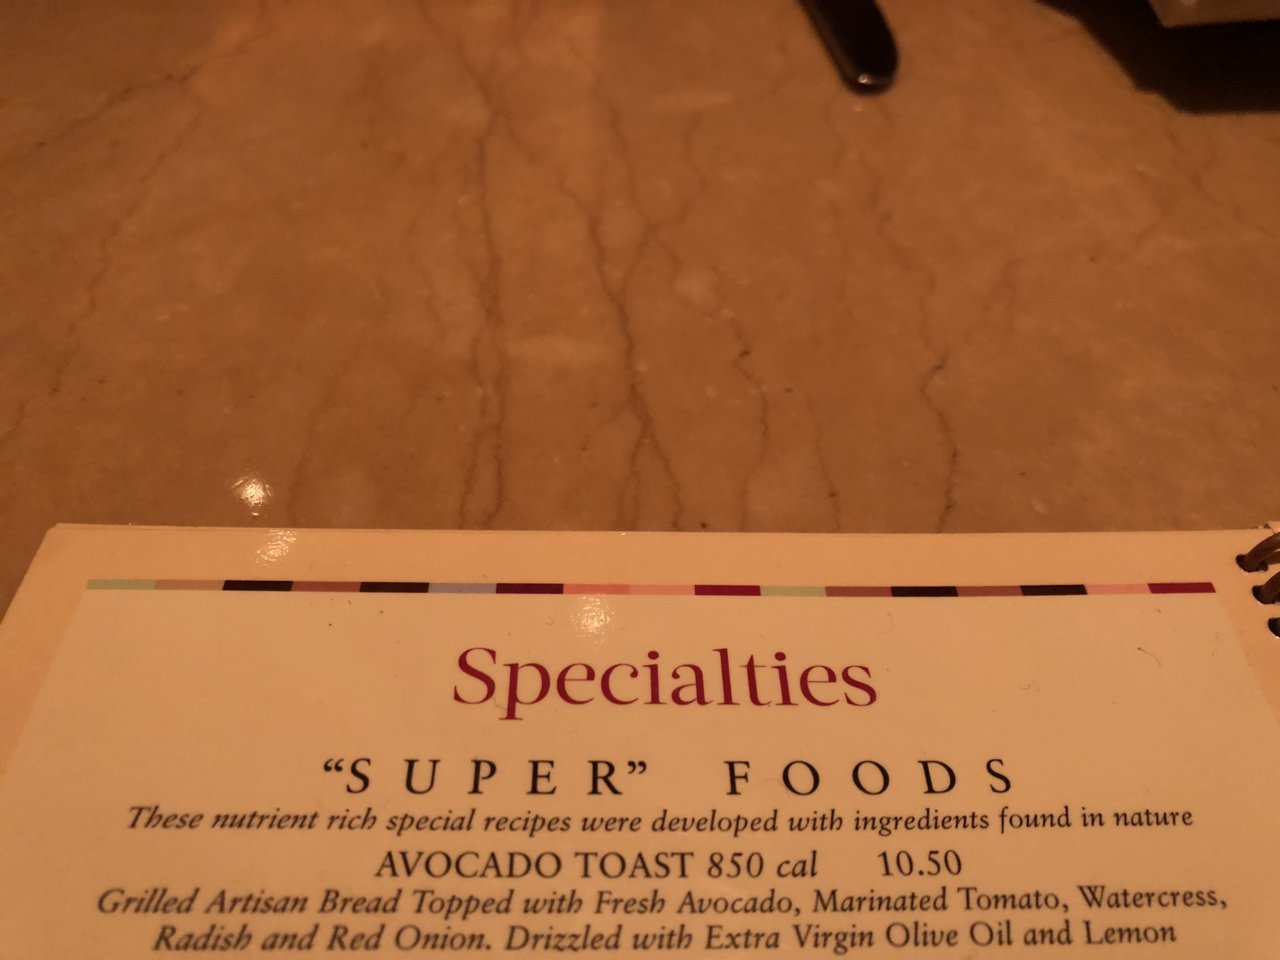 Specialties
“SUPER” FOODS
These nutrient rich special recipes were developed with ingredients found in nature
AVOCADO TOAST 850 cal 10.50
Grilled Artisan Bread Topped with Fresh Avocado, Marinated Tomato, Watercress,
Radish and Red Onion. Drizzled with Extra Virgin Olive Oil and Lemon